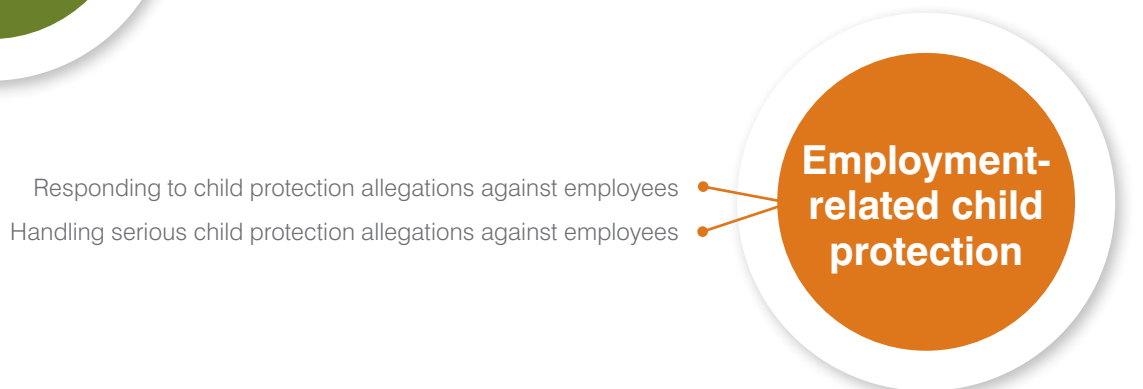 Responding to child protection allegations against employees
Handling serious child protection allegations against employees
Employment-
related child
protection